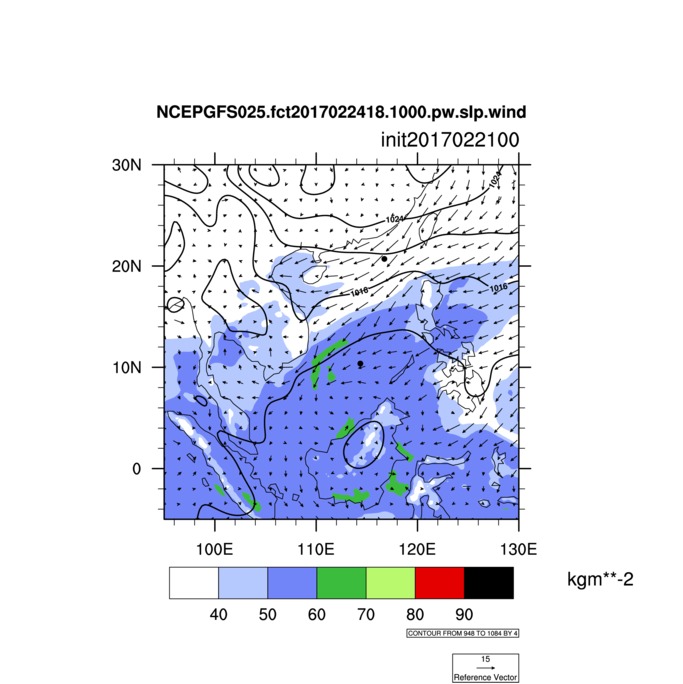 NCEPGFS025.fct2017022418.1000.pw.slp.wind
init2017022100
30N
20N
10N
0
1024
1024
1016
1016
100E
110E
120E
130E
kgm**-2
40
50
60
70
80
90
CONTOUR FROM 948 TO 1084 BY 4
15
Reference Vector